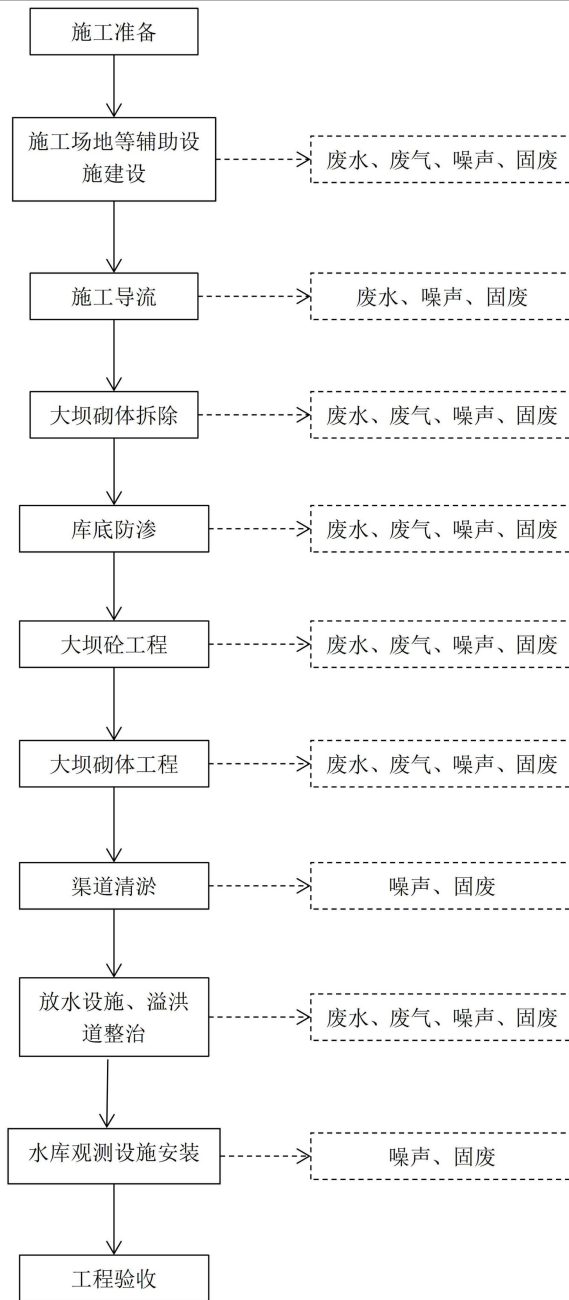 施工准备
施工场地等辅助设
施建设
废水、废气、噪声、固废
施工导流
废水、噪声、固废
大坝砌体拆除
废水、废气、噪声、固废
库底防渗
废水、废气、噪声、固废
大坝砼工程
废水、废气、噪声、固废
大坝砌体工程
废水、废气、噪声、固废
渠道清淤
噪声、固废
放水设施、溢洪
道整治
废水、废气、噪声、固废
水库观测设施安装
噪声、固废
工程验收